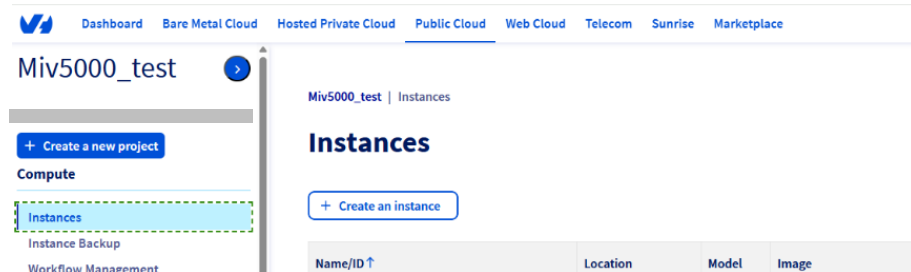 Dashboard Bare Metal Cloud Hosted Private Cloud Public Cloud Web Cloud Telecom Sunrise Marketplace
Miv5000_test
Miv5000_test | Instances
+ Create a new project
Instances
Compute
+ Create an instance
Instances
Instance Backup
Name/ID↑ Location Model Image
Workflow Management